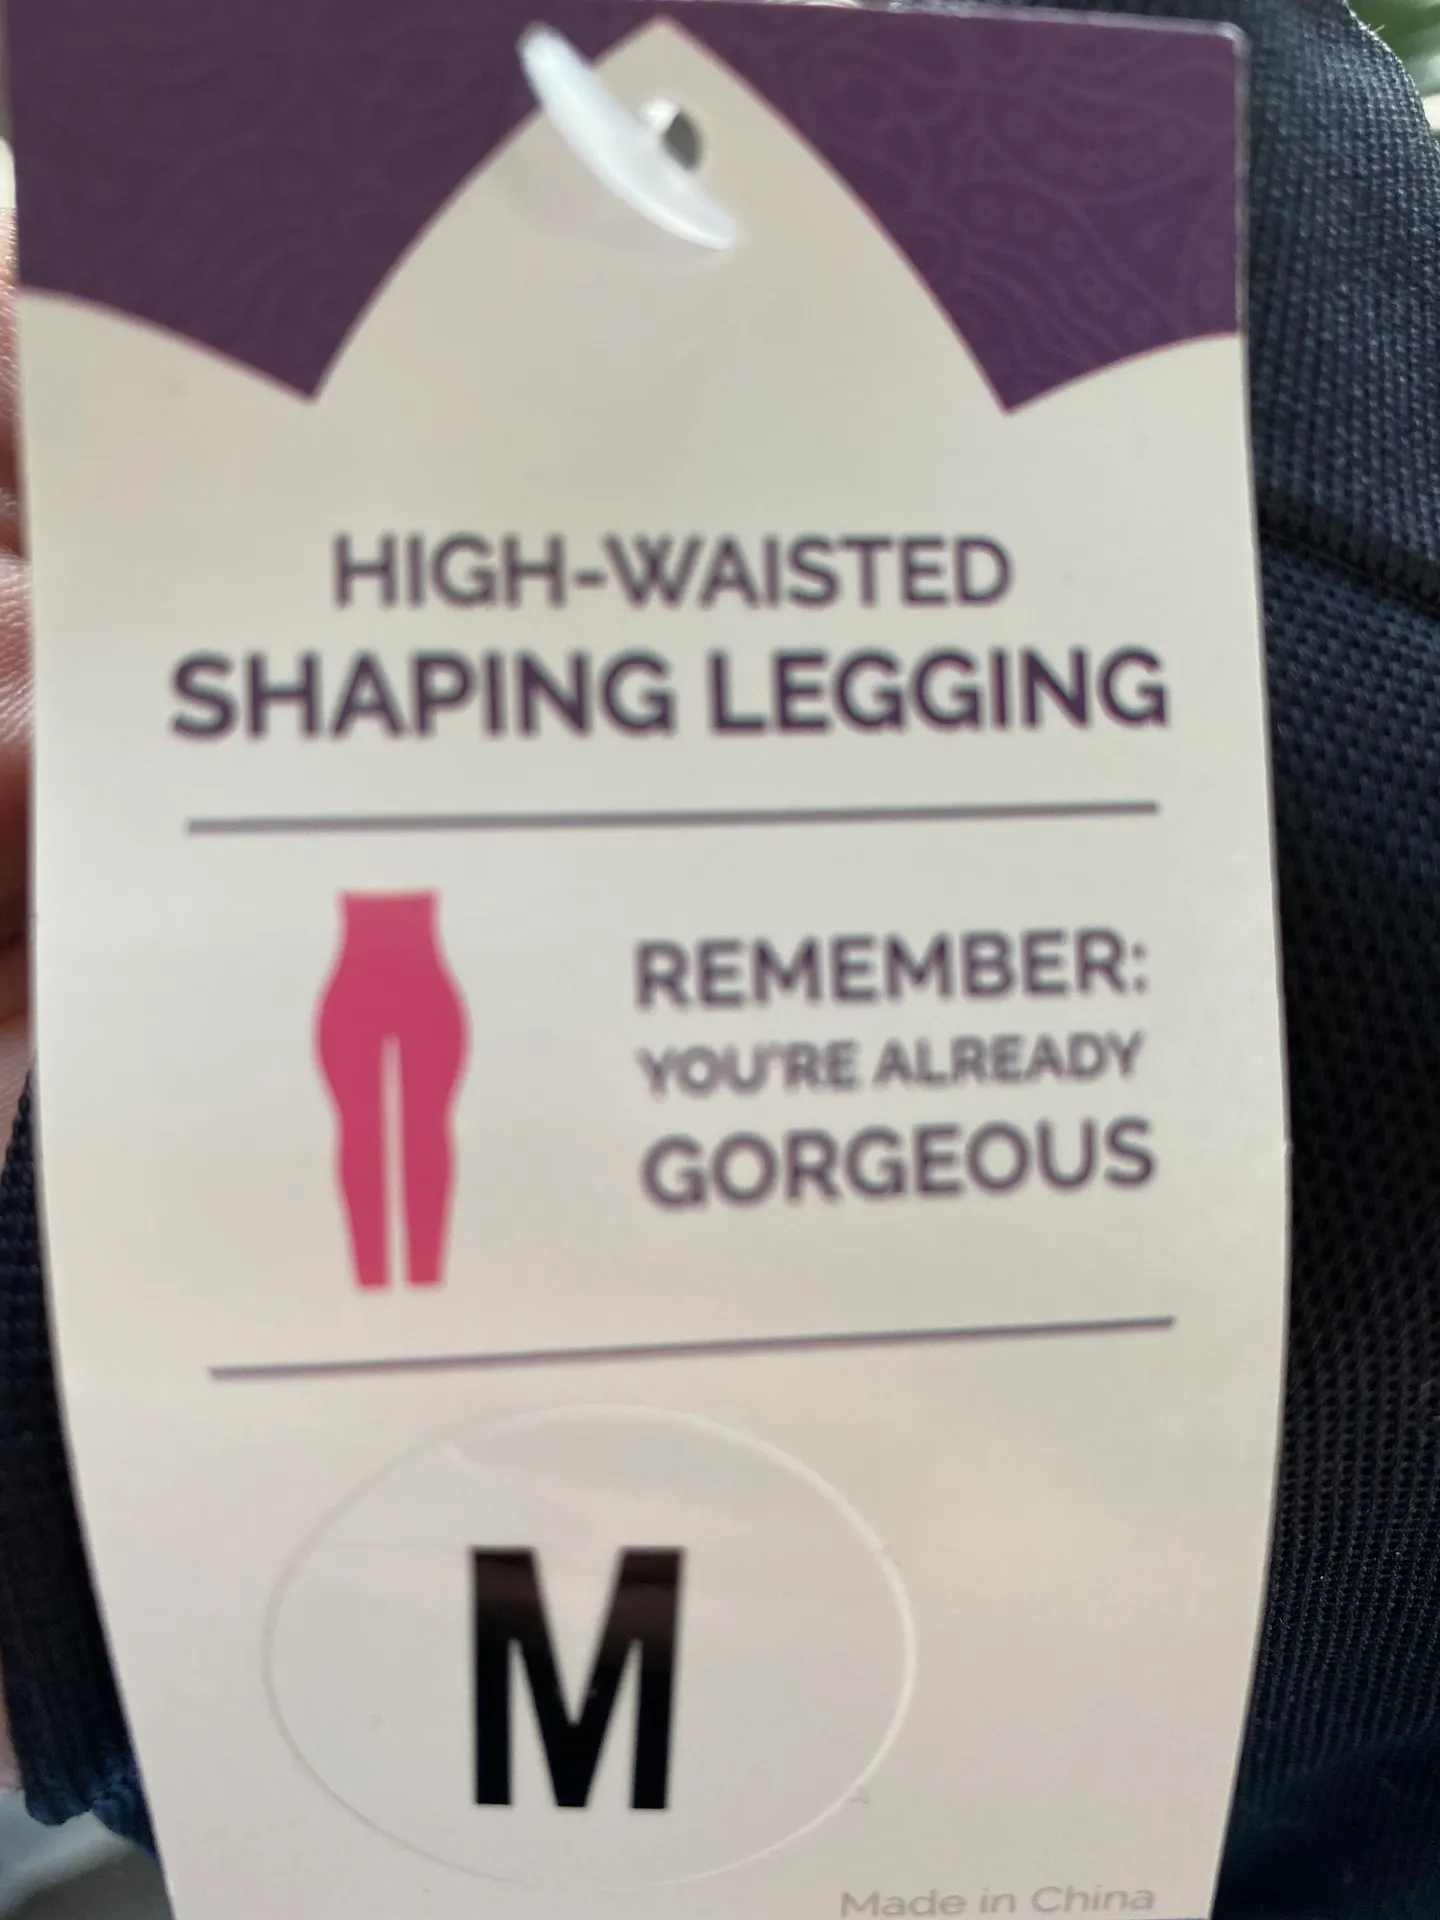 HIGH-WAISTED
SHAPING LEGGING
REMEMBER:
YOU'RE ALREADY
GORGEOUS
M
Made in China